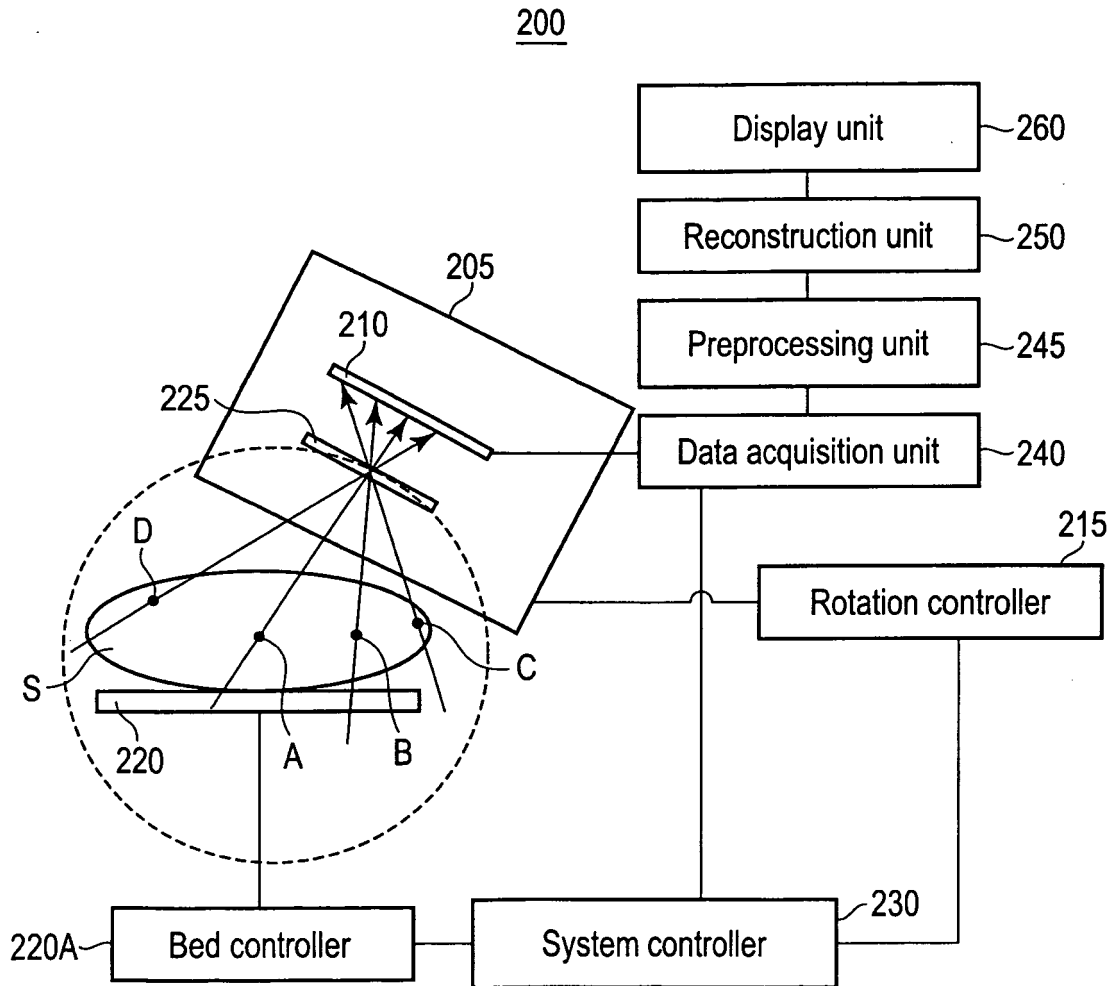 200
Display unit
260
Reconstruction unit
250
205
210
Preprocessing unit
245
225
Data acquisition unit
240
215
D
Rotation controller
C
S
220
A
B
230
220A
Bed controller
System controller